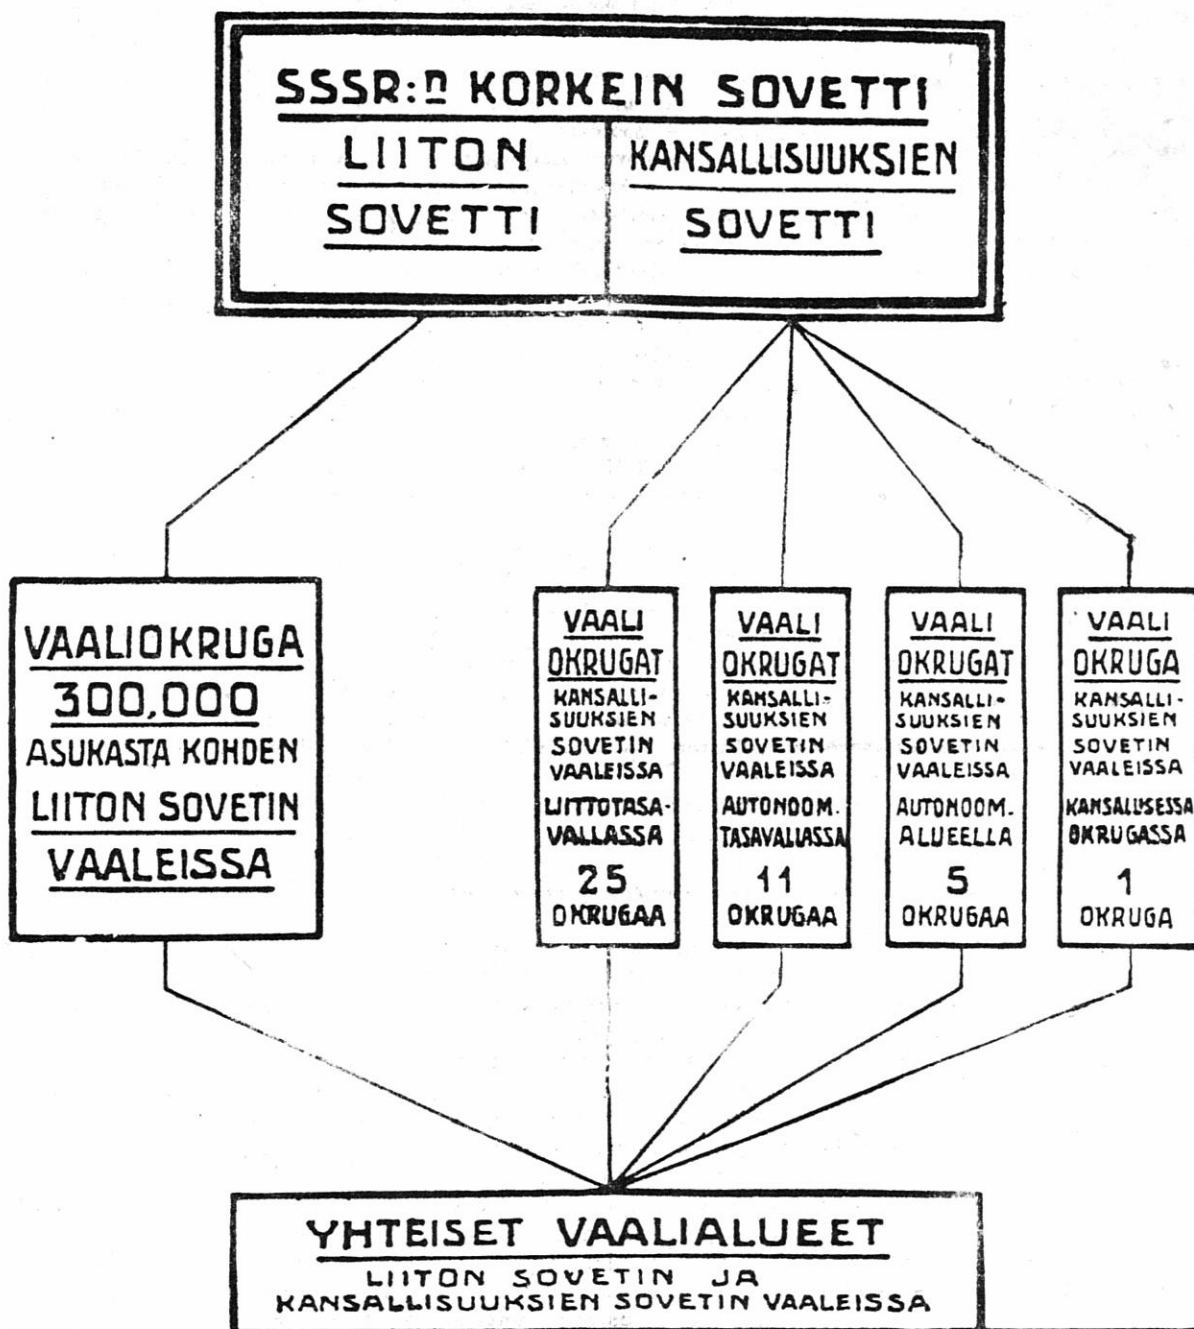 SSSR:n KORKEIN SOVETTI
LIITON
SOVETTI
KANSALLISUUKSIEN
SOVETTI
VAALIOKRUGA
300,000
ASUKASTA KOHDEN
LIITON SOVETIN
VAALEISSA
VAALI
OKRUGAT
KANSALLI-
SUUKSIEN
SOVETIN
VAALEISSA
LIITTOTASA-
VALLASSA
25
OKRUGAA
VAALI
OKRUGAT
KANSALLI-
SUUKSIEN
SOVETIN
VAALEISSA
AUTONOOM.
TASAVALLASSA
11
OKRUGAA
VAALI
OKRUGAT
KANSALLI-
SUUKSIEN
SOVETIN
VAALEISSA
AUTONOOM.
ALUEELLA
5
OKRUGAA
VAALI
OKRUGA
KANSALLI-
SUUKSIEN
SOVETIN
VAALEISSA
KANSALLISESSA
OKRUGASSA
1
OKRUGA
YHTEISET VAALIALUEET
LIITON SOVETIN JA
KANSALLISUUKSIEN SOVETIN VAALEISSA